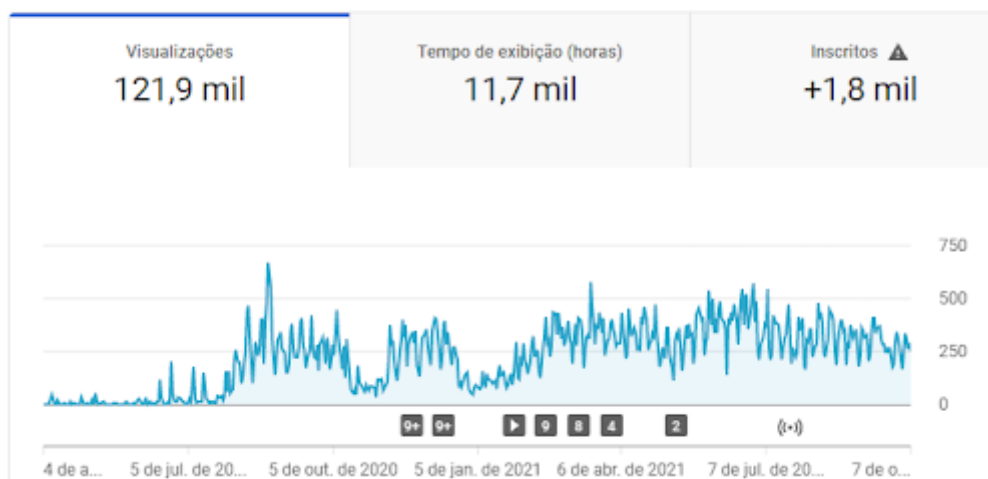 Visualizações
121,9 mil
Tempo de exibição (horas)
11,7 mil
Inscritos
+1,8 mil
750
500
250
0
9+ 9+ 9 8 4 2
4 de a... 5 de jul. de 20... 5 de out. de 2020 5 de jan. de 2021 6 de abr. de 2021 7 de jul. de 20... 7 de o...